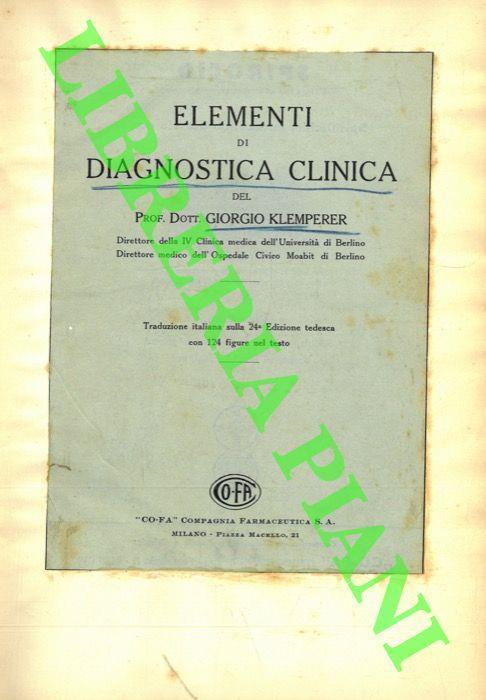 ELEMENTI
DI
DIAGNOSTICA CLINICA
DEL
PROF. DOTT. GIORGIO KLEMPERER
Direttore della IV Clinica medica dell'Università di Berlino
Direttore medico dell'Ospedale Civico Moabit di Berlino
Traduzione italiana sulla 24ª Edizione tedesca
con 124 figure nel testo
CO-FA
"CO-FA" COMPAGNIA FARMACEUTICA S. A.
MILANO - PIAZZA MACELLO, 21
LIBRERIA PIANI